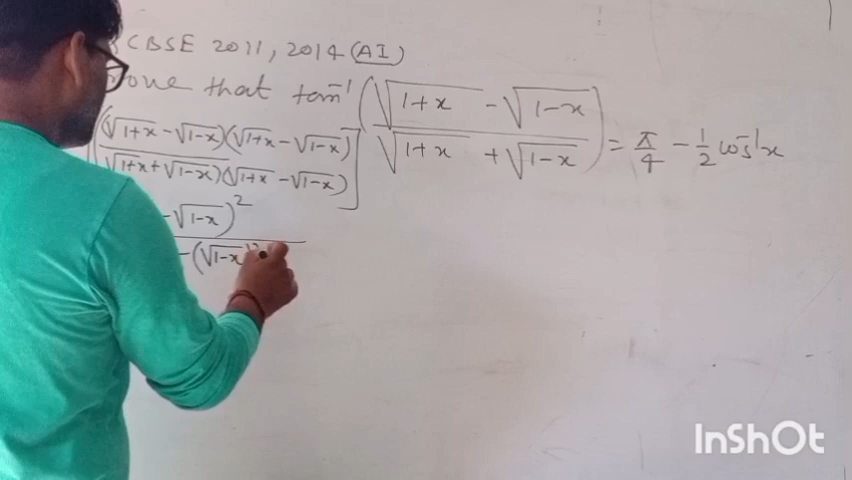 CBSE 2011, 2014 (AI)
that tan⁻¹ ( (√(1+x) - √(1-x)) / (√(1+x) + √(1-x)) ) = π/4 - 1/2 cos⁻¹x
(√(1+x) - √(1-x))(√(1+x) - √(1-x))
√(1+x) + √(1-x))(√(1+x) - √(1-x)) ]
- √(1-x))²
- (√(1-x))²
InShOt